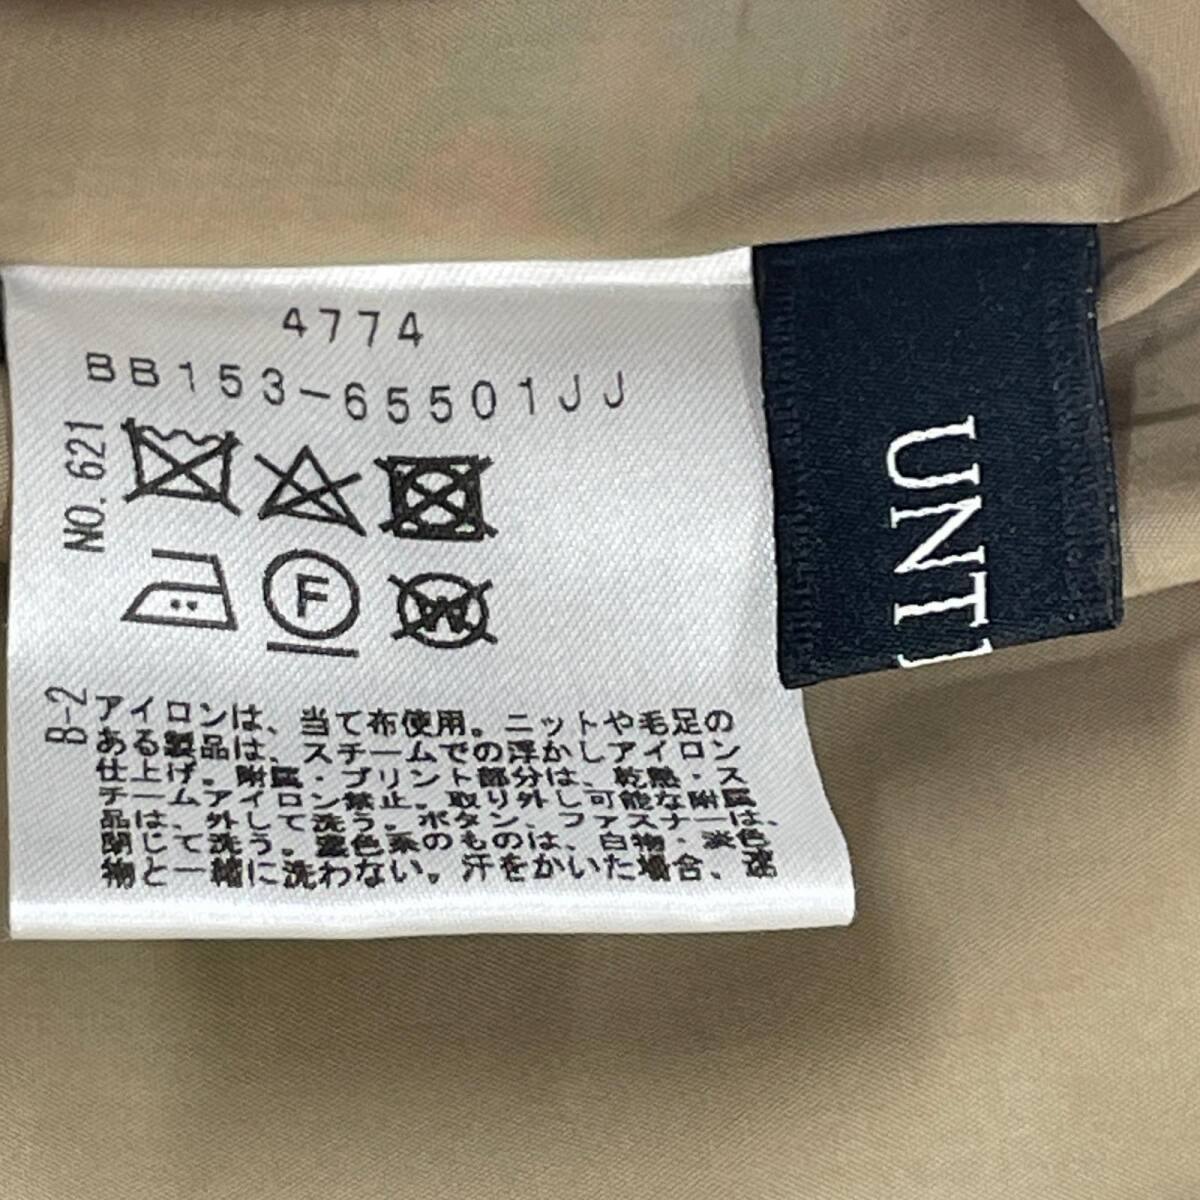 4774
BB153-65501JJ
NO.621
F
W
B-2
アイロンは、当て布使用。ニットや毛足の
ある製品は、スチームでの浮かしアイロン
仕上げ。附属・プリント部分は、乾熱・ス
チームアイロン禁止。取り外し可能な附属
品は、外して洗う。ボタン、ファスナーは、
閉じて洗う。濃色系のものは、白物・淡色
物と一緒に洗わない。汗をかいた場合、速
UNT